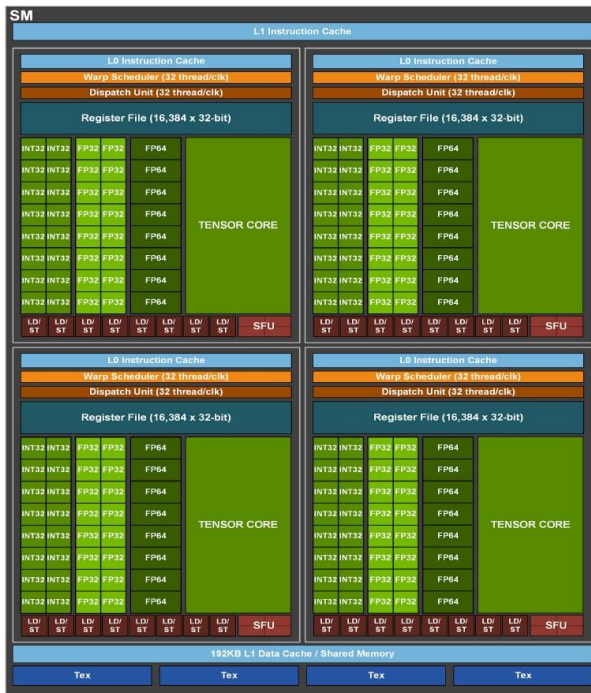 SM
L1 Instruction Cache
L0 Instruction Cache
Warp Scheduler (32 thread/clk)
Dispatch Unit (32 thread/clk)
Register File (16,384 x 32-bit)
INT32 INT32 FP32 FP32 FP64
INT32 INT32 FP32 FP32 FP64
INT32 INT32 FP32 FP32 FP64
INT32 INT32 FP32 FP32 FP64
TENSOR CORE
INT32 INT32 FP32 FP32 FP64
INT32 INT32 FP32 FP32 FP64
INT32 INT32 FP32 FP32 FP64
INT32 INT32 FP32 FP32 FP64
LD/ LD/ LD/ LD/ LD/ LD/ LD/ LD/
ST ST ST ST ST ST ST ST
SFU
L0 Instruction Cache
Warp Scheduler (32 thread/clk)
Dispatch Unit (32 thread/clk)
Register File (16,384 x 32-bit)
INT32 INT32 FP32 FP32 FP64
INT32 INT32 FP32 FP32 FP64
INT32 INT32 FP32 FP32 FP64
INT32 INT32 FP32 FP32 FP64
TENSOR CORE
INT32 INT32 FP32 FP32 FP64
INT32 INT32 FP32 FP32 FP64
INT32 INT32 FP32 FP32 FP64
INT32 INT32 FP32 FP32 FP64
LD/ LD/ LD/ LD/ LD/ LD/ LD/ LD/
ST ST ST ST ST ST ST ST
SFU
L0 Instruction Cache
Warp Scheduler (32 thread/clk)
Dispatch Unit (32 thread/clk)
Register File (16,384 x 32-bit)
INT32 INT32 FP32 FP32 FP64
INT32 INT32 FP32 FP32 FP64
INT32 INT32 FP32 FP32 FP64
INT32 INT32 FP32 FP32 FP64
TENSOR CORE
INT32 INT32 FP32 FP32 FP64
INT32 INT32 FP32 FP32 FP64
INT32 INT32 FP32 FP32 FP64
INT32 INT32 FP32 FP32 FP64
LD/ LD/ LD/ LD/ LD/ LD/ LD/ LD/
ST ST ST ST ST ST ST ST
SFU
L0 Instruction Cache
Warp Scheduler (32 thread/clk)
Dispatch Unit (32 thread/clk)
Register File (16,384 x 32-bit)
INT32 INT32 FP32 FP32 FP64
INT32 INT32 FP32 FP32 FP64
INT32 INT32 FP32 FP32 FP64
INT32 INT32 FP32 FP32 FP64
TENSOR CORE
INT32 INT32 FP32 FP32 FP64
INT32 INT32 FP32 FP32 FP64
INT32 INT32 FP32 FP32 FP64
INT32 INT32 FP32 FP32 FP64
LD/ LD/ LD/ LD/ LD/ LD/ LD/ LD/
ST ST ST ST ST ST ST ST
SFU
192KB L1 Data Cache / Shared Memory
Tex Tex Tex Tex